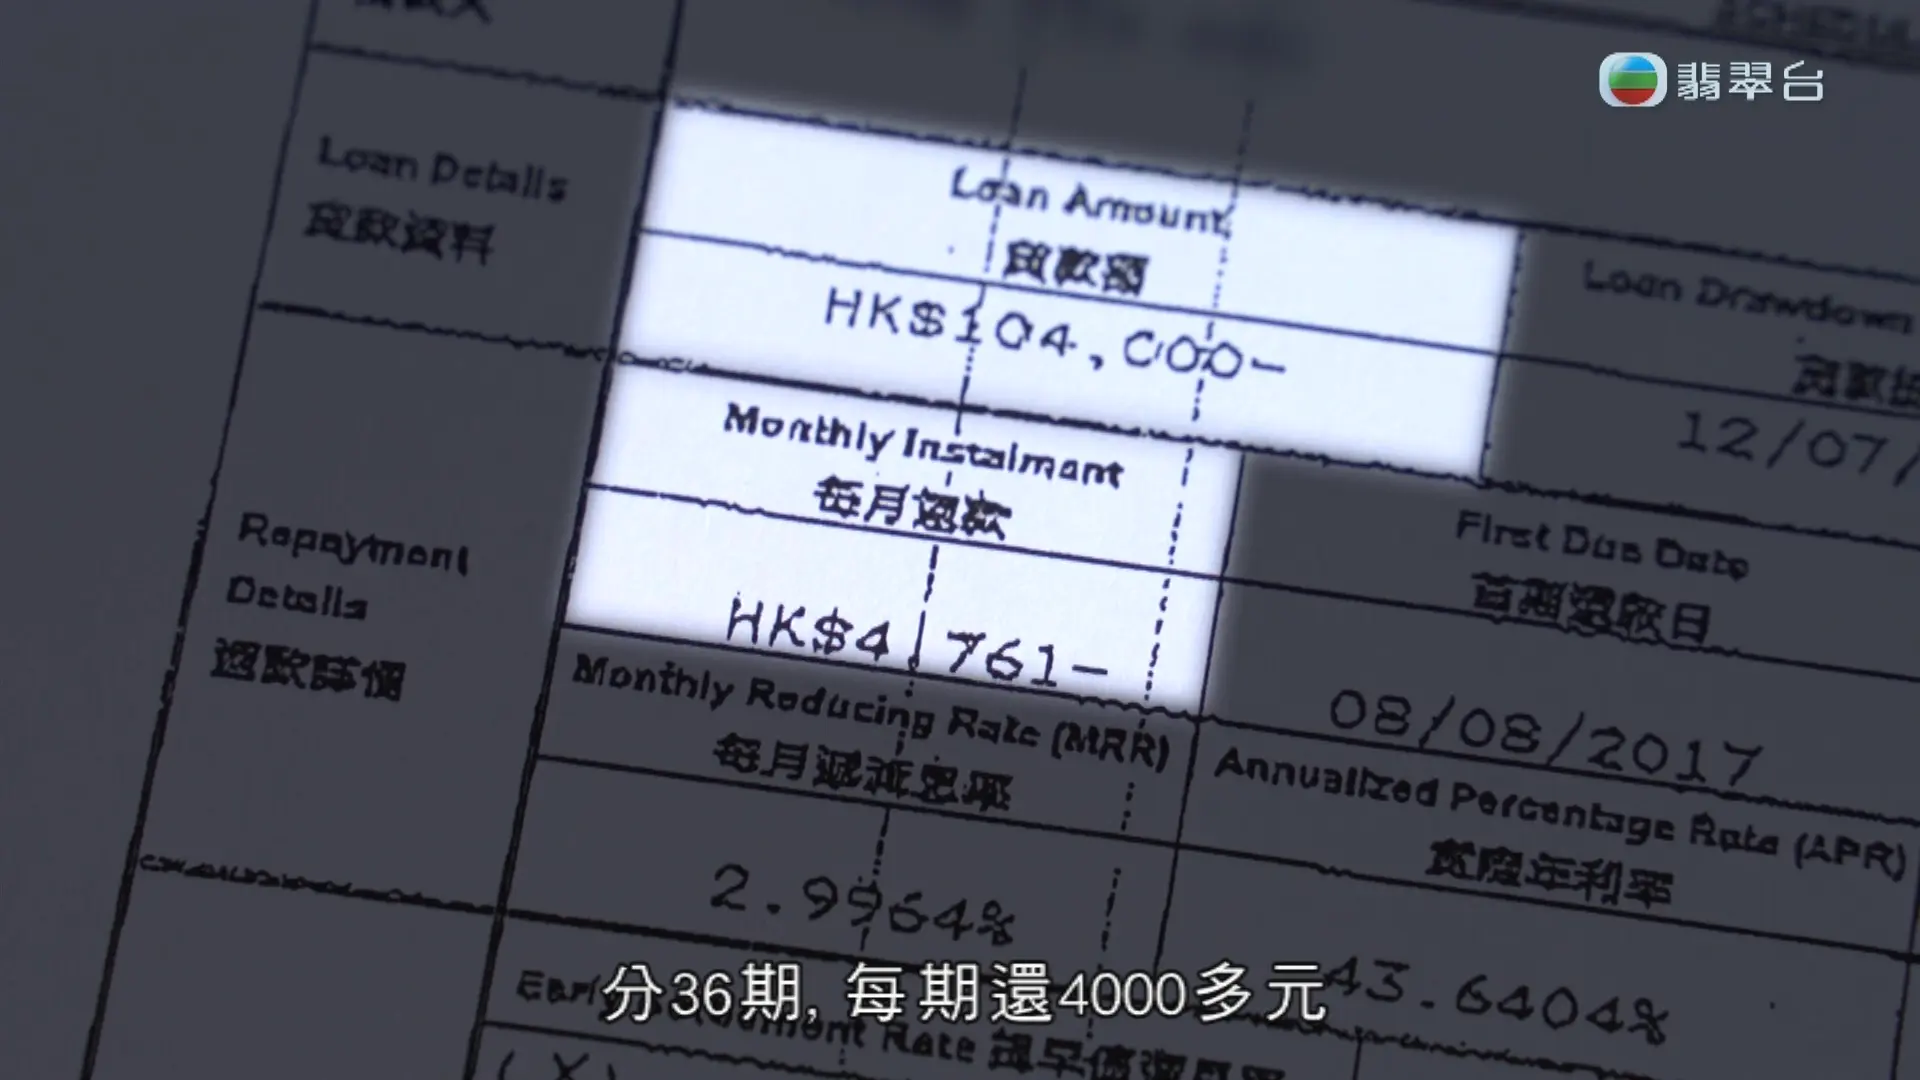 翡翠台
Loan Details
貸款資料
Loan Amount
貸款額
HK$104,000-
Loan Drawdown
12/07/
Repayment
Details
還款詳情
Monthly Instalment
每月還款
HK$4,761-
First Due Date
首期還款日
08/08/2017
Monthly Reducing Rate (MRR)
每月遞減息率
2.9964%
Annualized Percentage Rate (APR)
實際年利率
43.6404%
分36期, 每期還4000多元